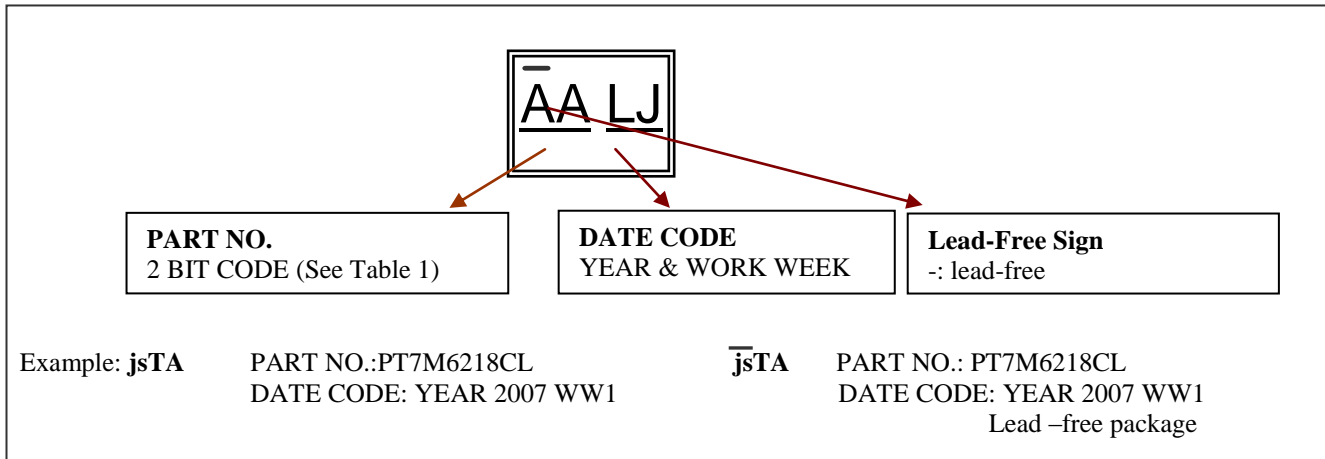 AA LJ
PART NO.
2 BIT CODE (See Table 1)
DATE CODE
YEAR & WORK WEEK
Lead-Free Sign
-: lead-free
Example: jsTA PART NO.:PT7M6218CL
DATE CODE: YEAR 2007 WW1
jsTA PART NO.: PT7M6218CL
DATE CODE: YEAR 2007 WW1
Lead –free package